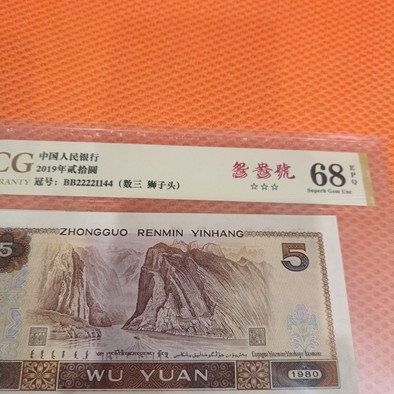 CG
中国人民银行
2019年贰拾圆
RANTY 冠号：BB22221144（数三 狮子头）
鸳鸯號
☆☆☆
68 EPQ
Superb Gem Unc
ZHONGGUO RENMIN YINHANG
5 5
WU YUAN
1980